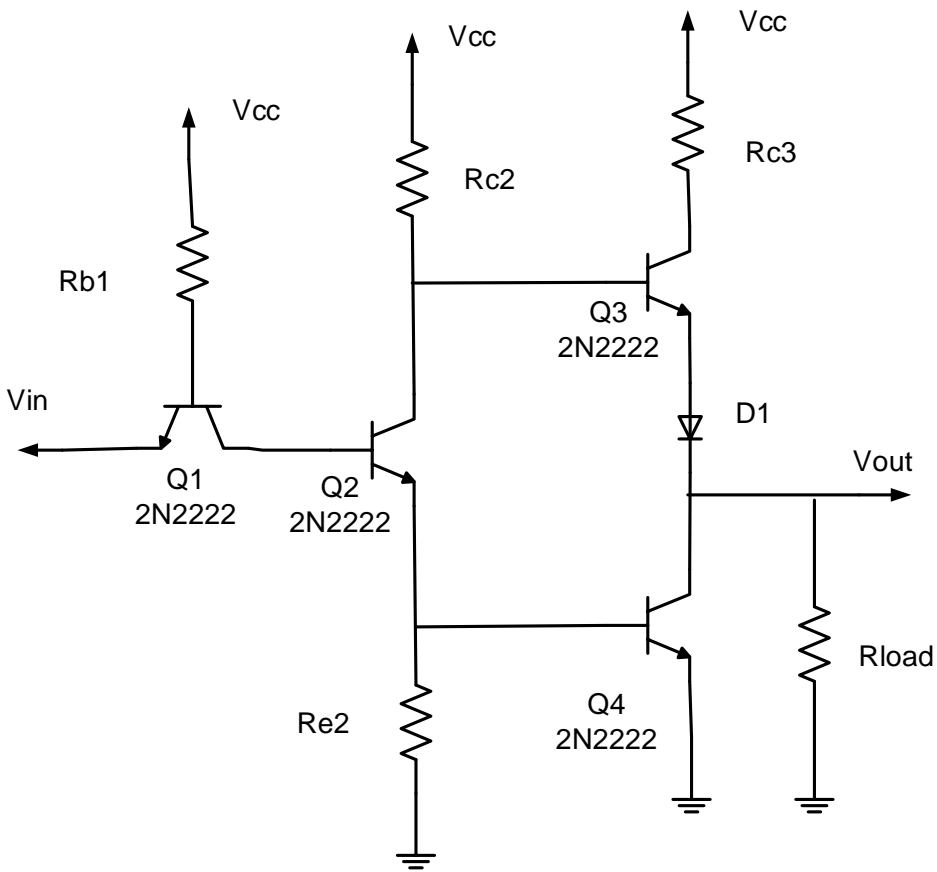 Vcc
Vcc
Vcc
Rc2
Rc3
Rb1
Q3
2N2222
Vin
D1
Q1
2N2222
Q2
2N2222
Vout
Re2
Q4
2N2222
Rload